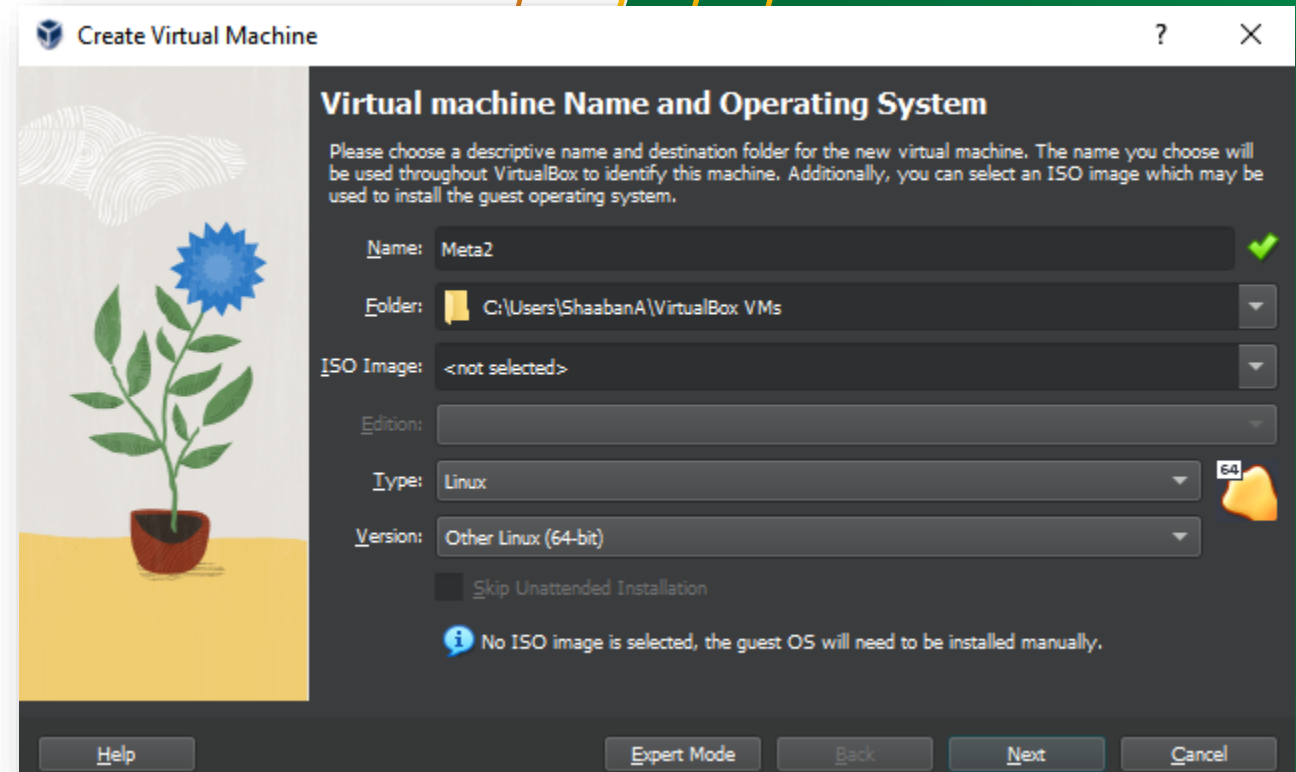 Create Virtual Machine
?
Virtual machine Name and Operating System
Please choose a descriptive name and destination folder for the new virtual machine. The name you choose will
be used throughout VirtualBox to identify this machine. Additionally, you can select an ISO image which may be
used to install the guest operating system.
Name: Meta2
Folder: C:\Users\ShaabanA\VirtualBox VMs
ISO Image: <not selected>
Edition:
Type: Linux
64
Version: Other Linux (64-bit)
Skip Unattended Installation
No ISO image is selected, the guest OS will need to be installed manually.
Help Expert Mode Back Next Cancel